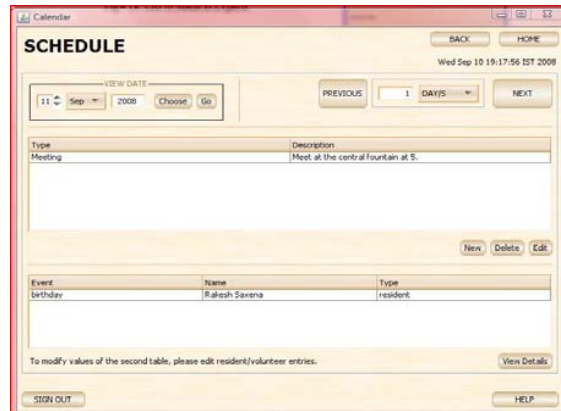 Calendar
SCHEDULE
BACK HOME
Wed Sep 10 19:17:56 IST 2008
VIEW DATE
11 Sep 2008 Choose Go
PREVIOUS 1 DAY/S NEXT
Type Description
Meeting Meet at the central fountain at 5.
New Delete Edit
Event Name Type
birthday Rakesh Saxena resident
To modify values of the second table, please edit resident/volunteer entries.
View Details
SIGN OUT HELP